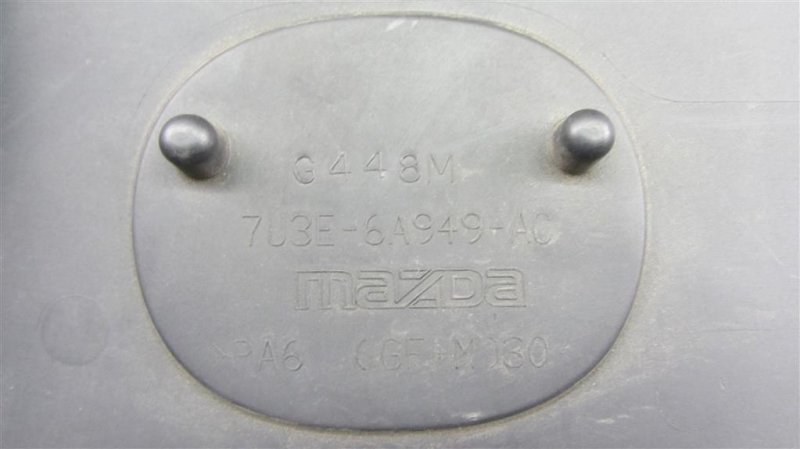 G448M
7U3E-6A949-AC
mazda
>PA6 (GF+M)30